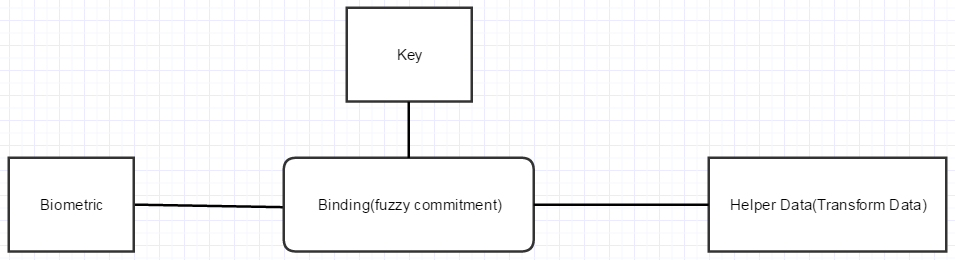 Key
Biometric
Binding(fuzzy commitment)
Helper Data(Transform Data)